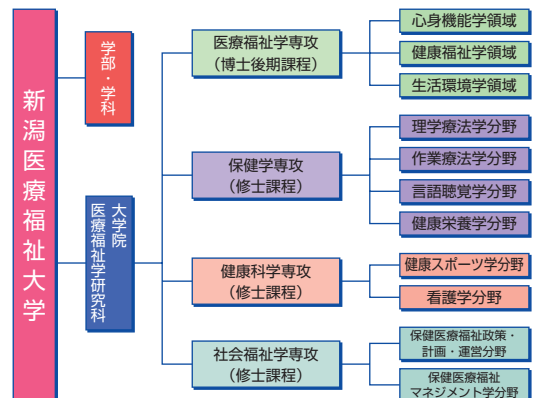 新潟医療福祉大学
学部・学科
大学院
医療福祉学研究科
医療福祉学専攻
（博士後期課程）
心身機能学領域
健康福祉学領域
生活環境学領域
保健学専攻
（修士課程）
理学療法学分野
作業療法学分野
言語聴覚学分野
健康栄養学分野
健康科学専攻
（修士課程）
健康スポーツ学分野
看護学分野
社会福祉学専攻
（修士課程）
保健医療福祉政策・
計画・運営分野
保健医療福祉
マネジメント学分野